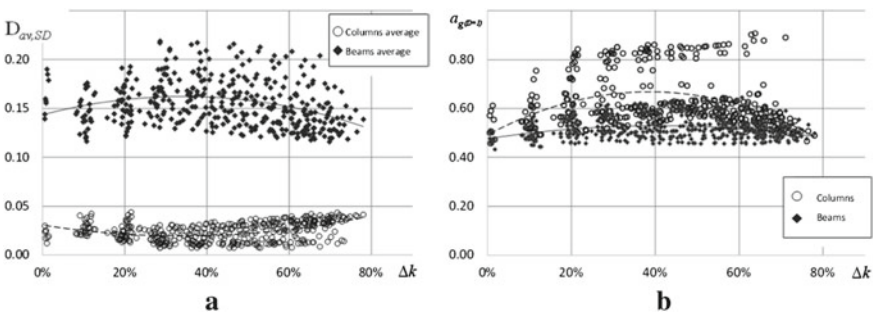 D_av,SD
Columns average
Beams average
0.20
0.15
0.10
0.05
0.00
0% 20% 40% 60% 80% Δk
a
0.80
0.60
0.40
0.20
0.00
Columns
Beams
0% 20% 40% 60% 80% Δk
b